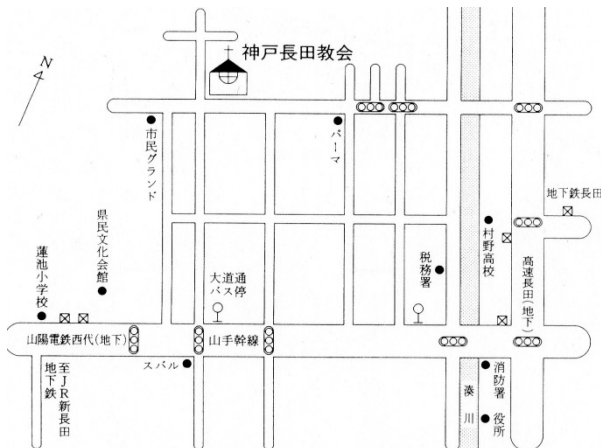 神戸長田教会
N
市民グランド
パーマ
地下鉄長田
県民文化会館
村野高校
蓮池小学校
大道通
バス停
税務署
高速長田(地下)
山陽電鉄西代(地下)
山手幹線
スバル
至JR新長田
地下鉄
湊川
消防署
役所